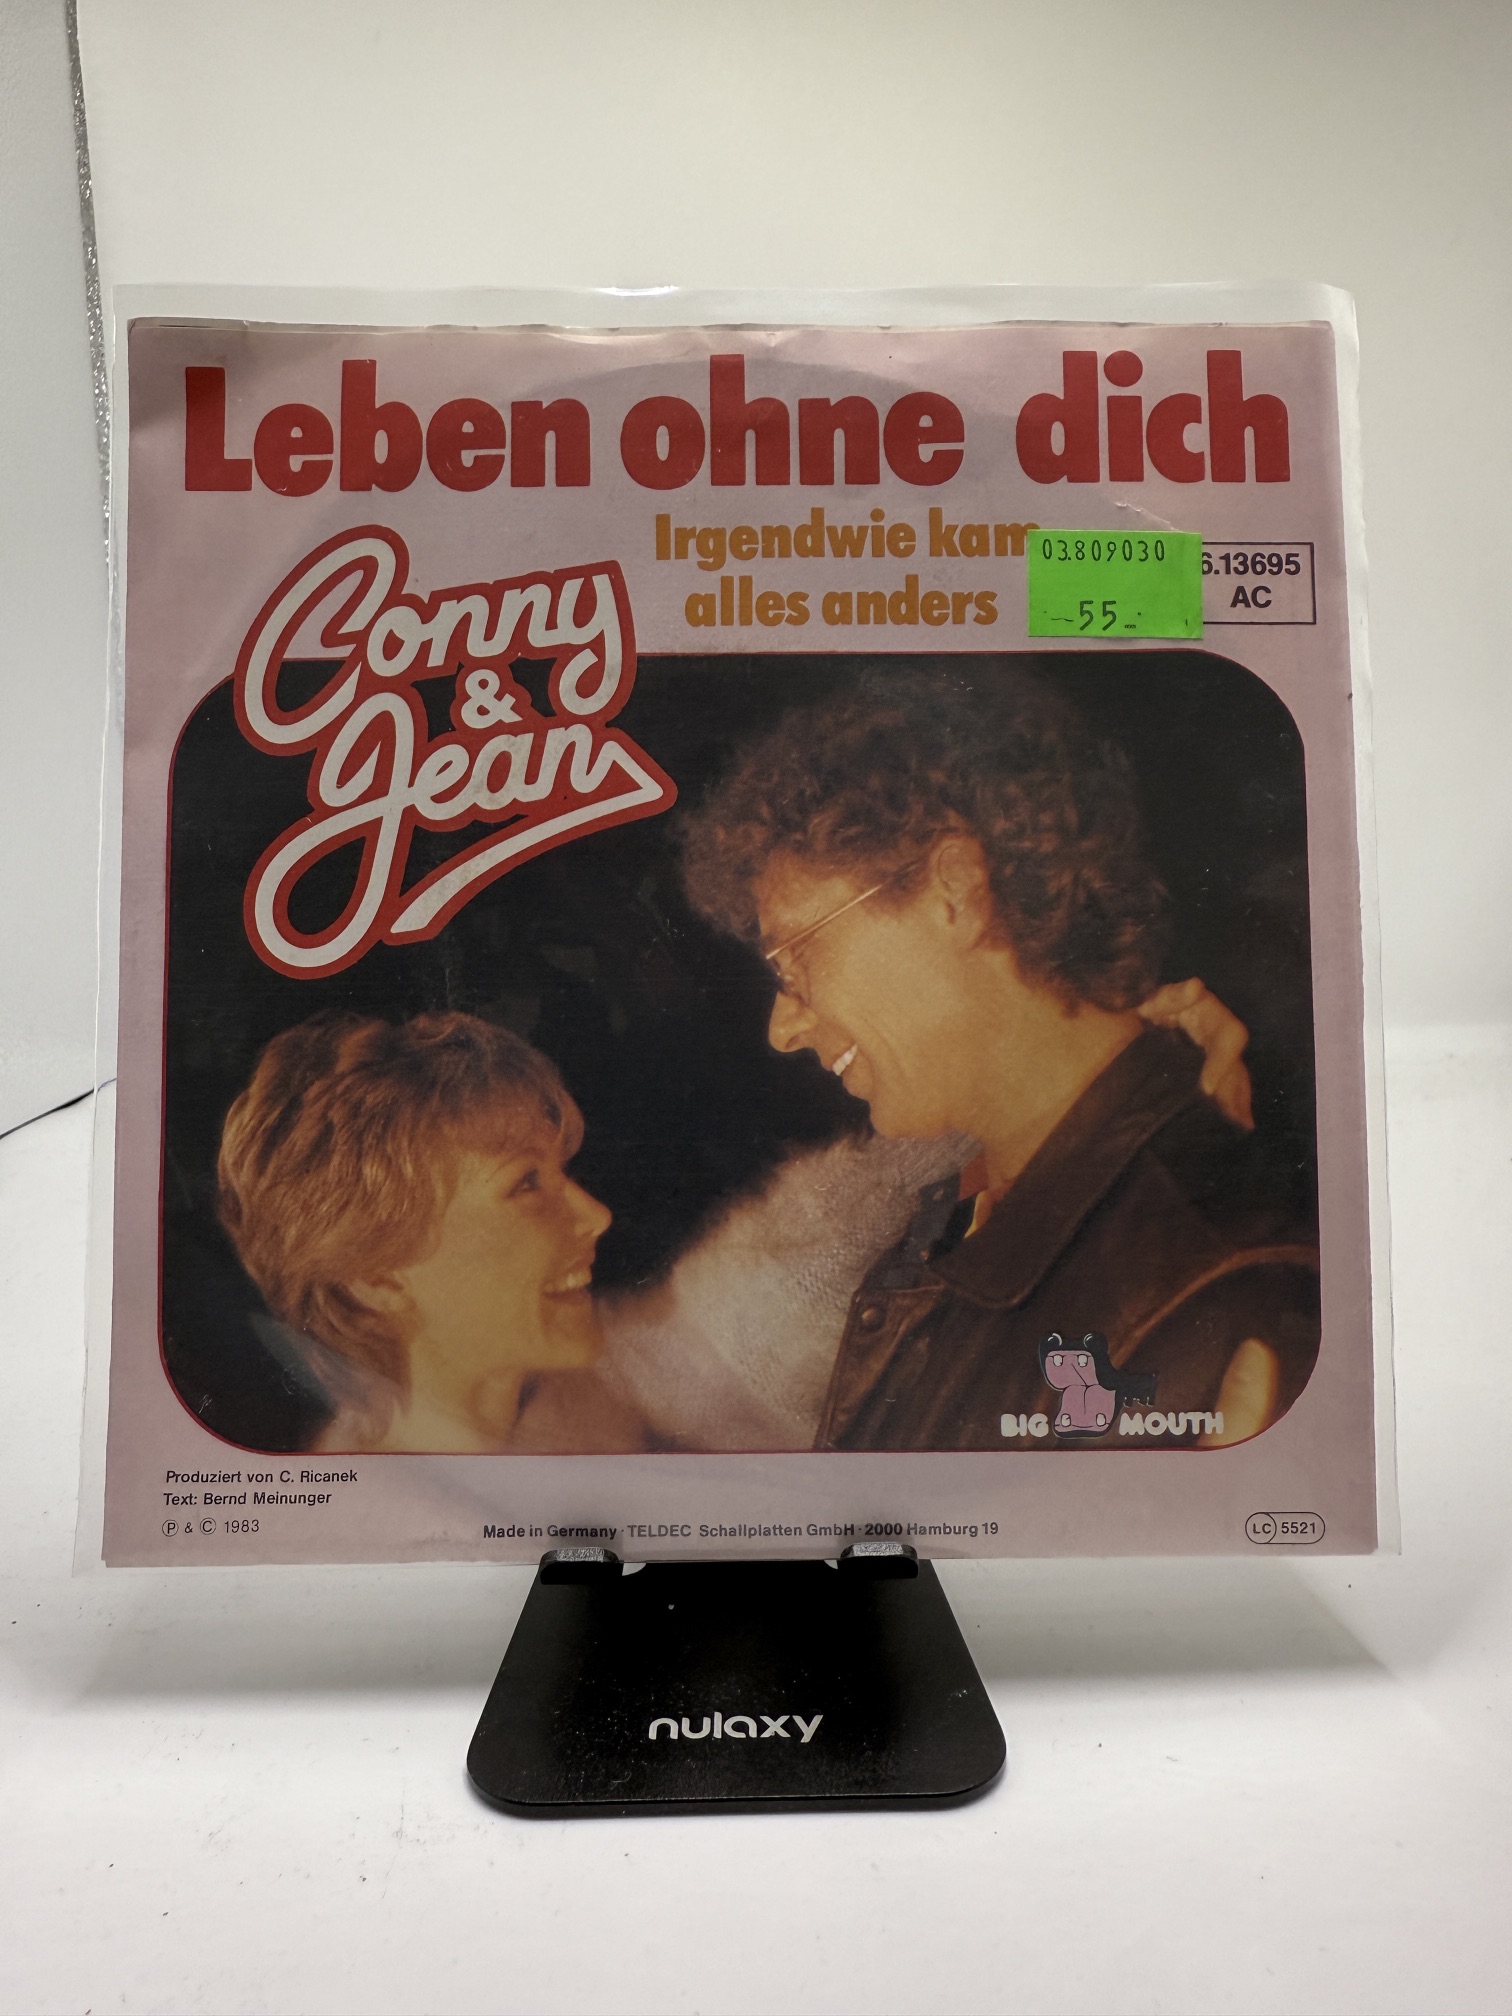 Leben ohne dich
Irgendwie kam
alles anders
03.809030
55.
6.13695
AC
Conny
&
Jean
BIG MOUTH
Produziert von C. Ricanek
Text: Bernd Meinunger
Ⓟ & © 1983
Made in Germany · TELDEC Schallplatten GmbH · 2000 Hamburg 19
LC 5521
nulaxy